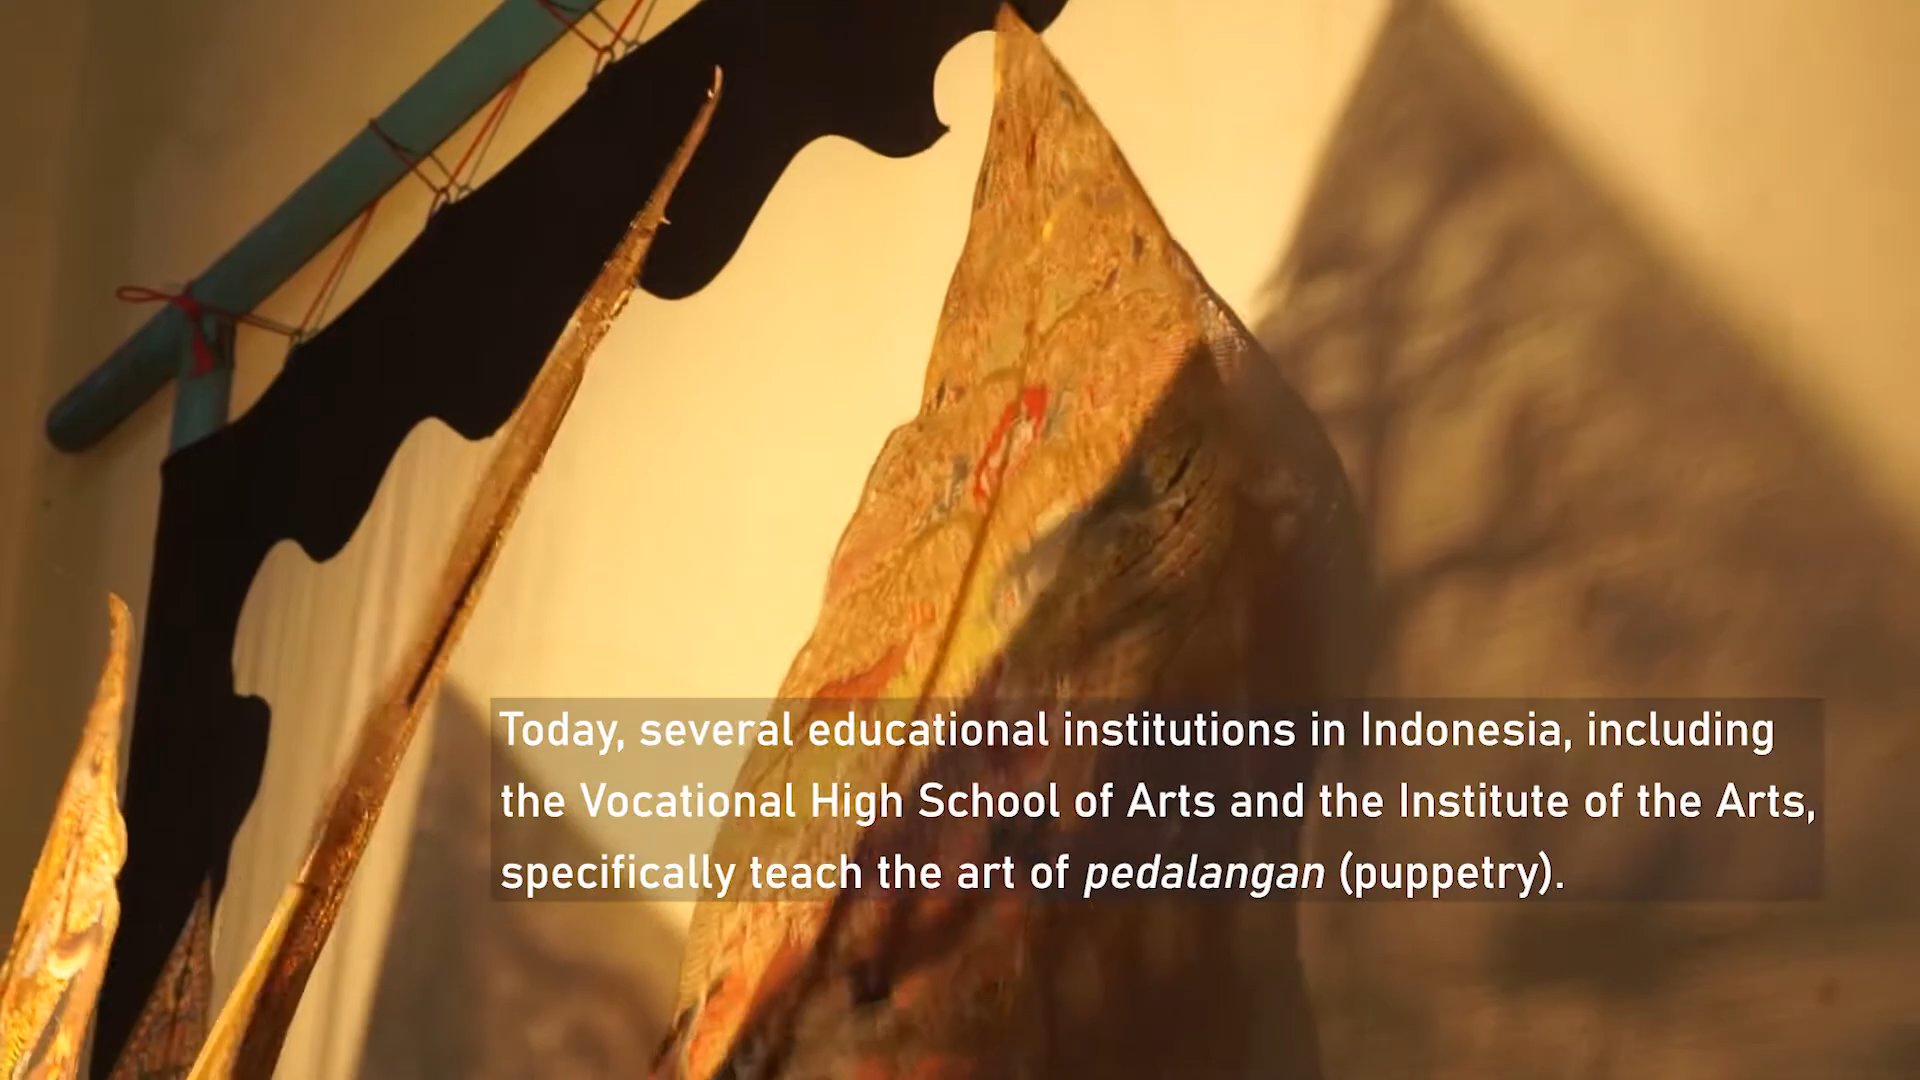 Today, several educational institutions in Indonesia, including
the Vocational High School of Arts and the Institute of the Arts,
specifically teach the art of pedalangan (puppetry).